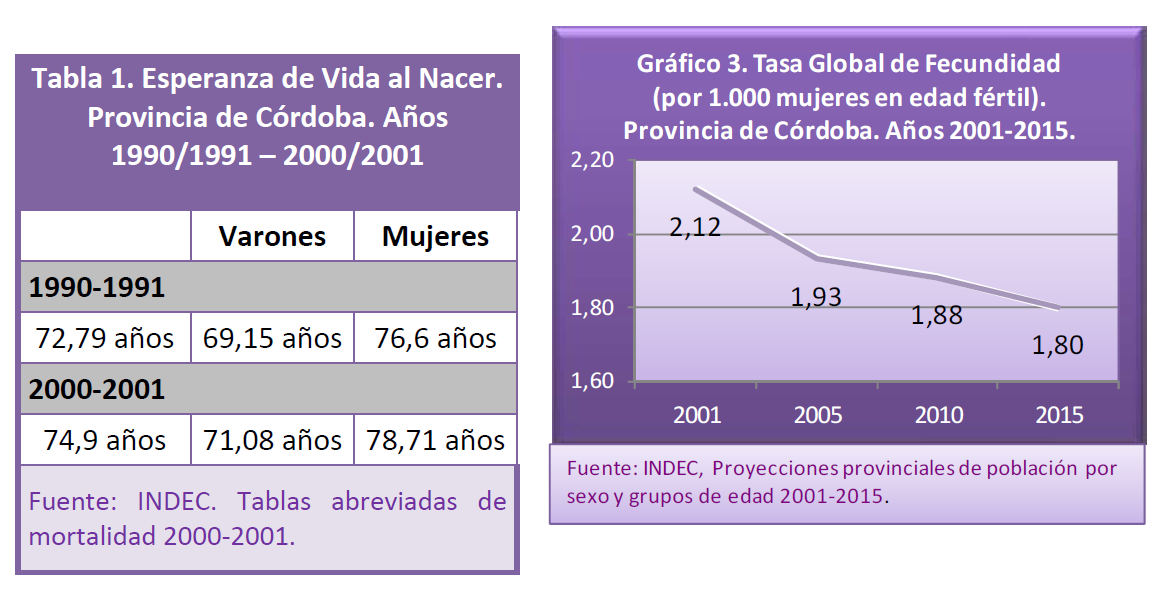 Tabla 1. Esperanza de Vida al Nacer.
Provincia de Córdoba. Años
1990/1991 – 2000/2001
Varones Mujeres
1990-1991
72,79 años 69,15 años 76,6 años
2000-2001
74,9 años 71,08 años 78,71 años
Fuente: INDEC. Tablas abreviadas de
mortalidad 2000-2001.
Gráfico 3. Tasa Global de Fecundidad
(por 1.000 mujeres en edad fértil).
Provincia de Córdoba. Años 2001-2015.
2,20
2,12
2,00
1,93
1,80
1,88
1,80
1,60
2001 2005 2010 2015
Fuente: INDEC, Proyecciones provinciales de población por
sexo y grupos de edad 2001-2015.